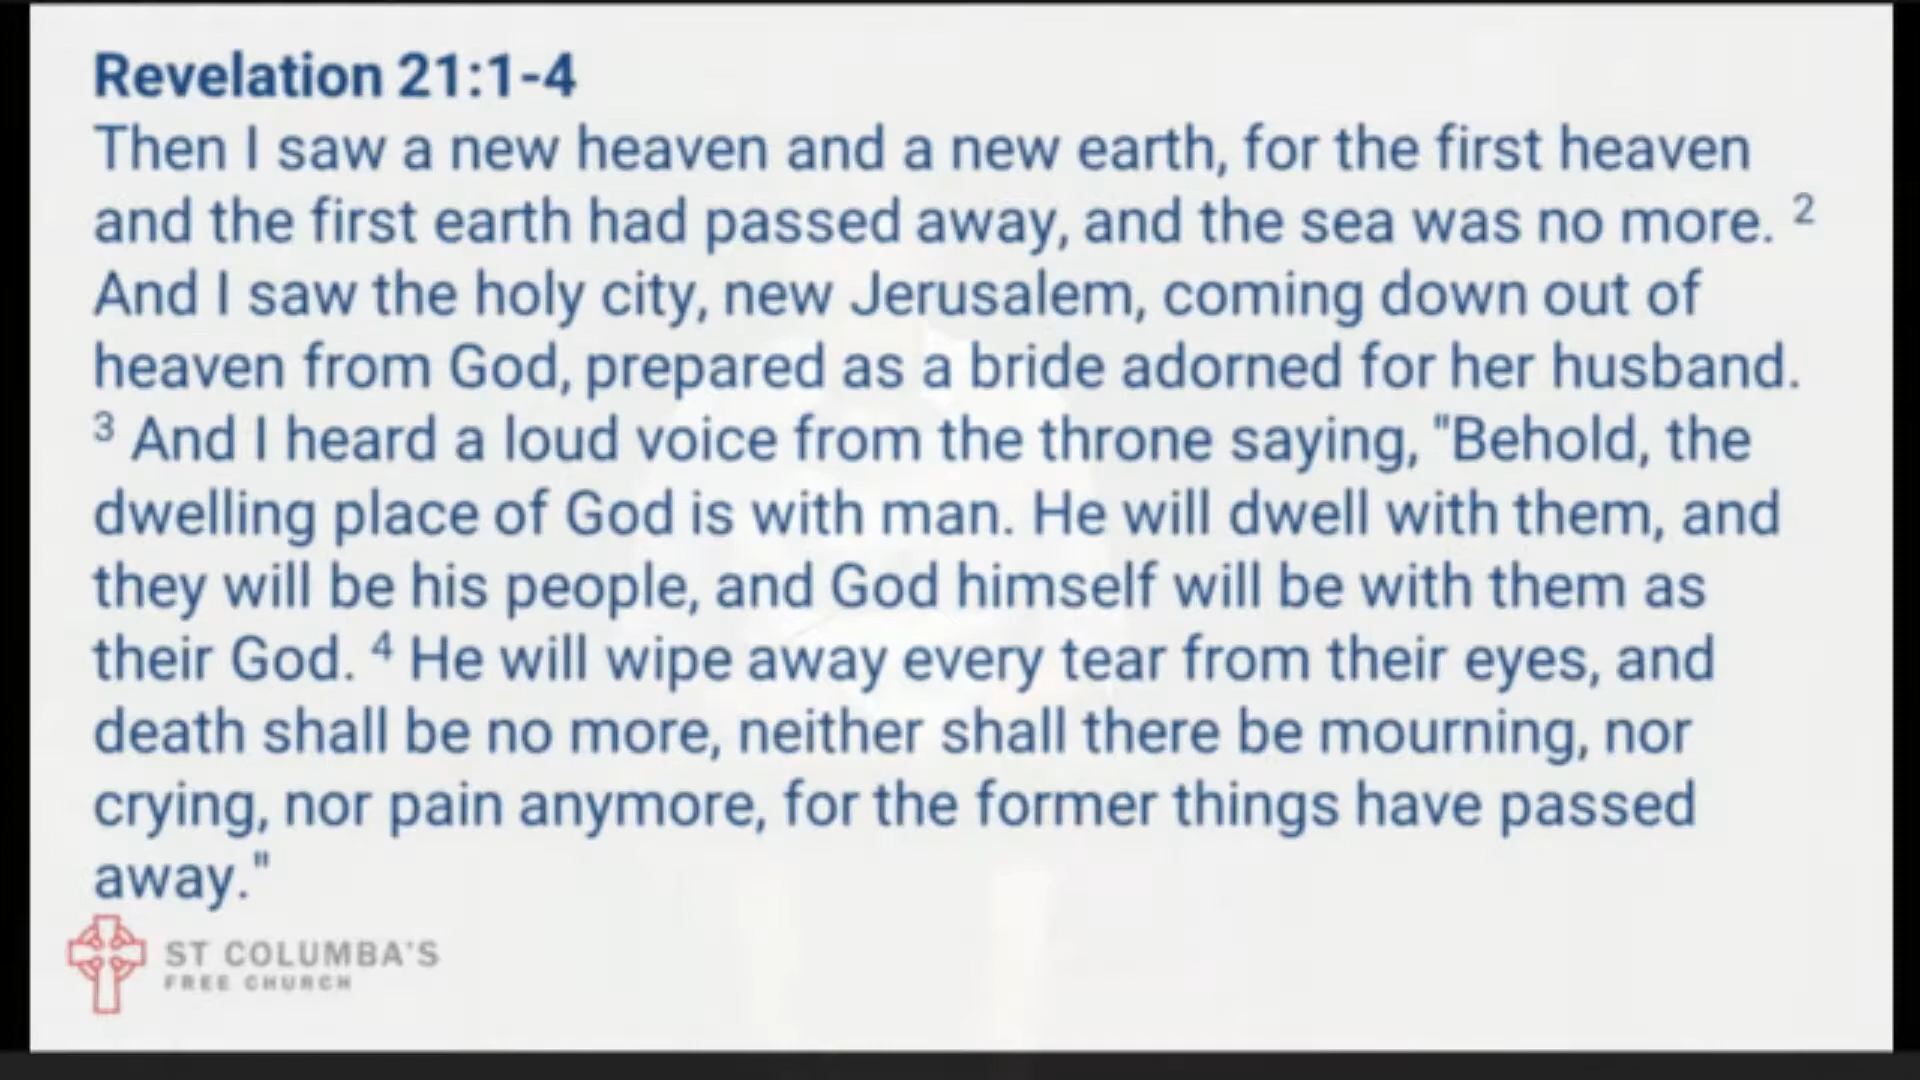 Revelation 21:1-4
Then I saw a new heaven and a new earth, for the first heaven
and the first earth had passed away, and the sea was no more. 2
And I saw the holy city, new Jerusalem, coming down out of
heaven from God, prepared as a bride adorned for her husband.
3 And I heard a loud voice from the throne saying, "Behold, the
dwelling place of God is with man. He will dwell with them, and
they will be his people, and God himself will be with them as
their God. 4 He will wipe away every tear from their eyes, and
death shall be no more, neither shall there be mourning, nor
crying, nor pain anymore, for the former things have passed
away."
ST COLUMBA'S
FREE CHURCH